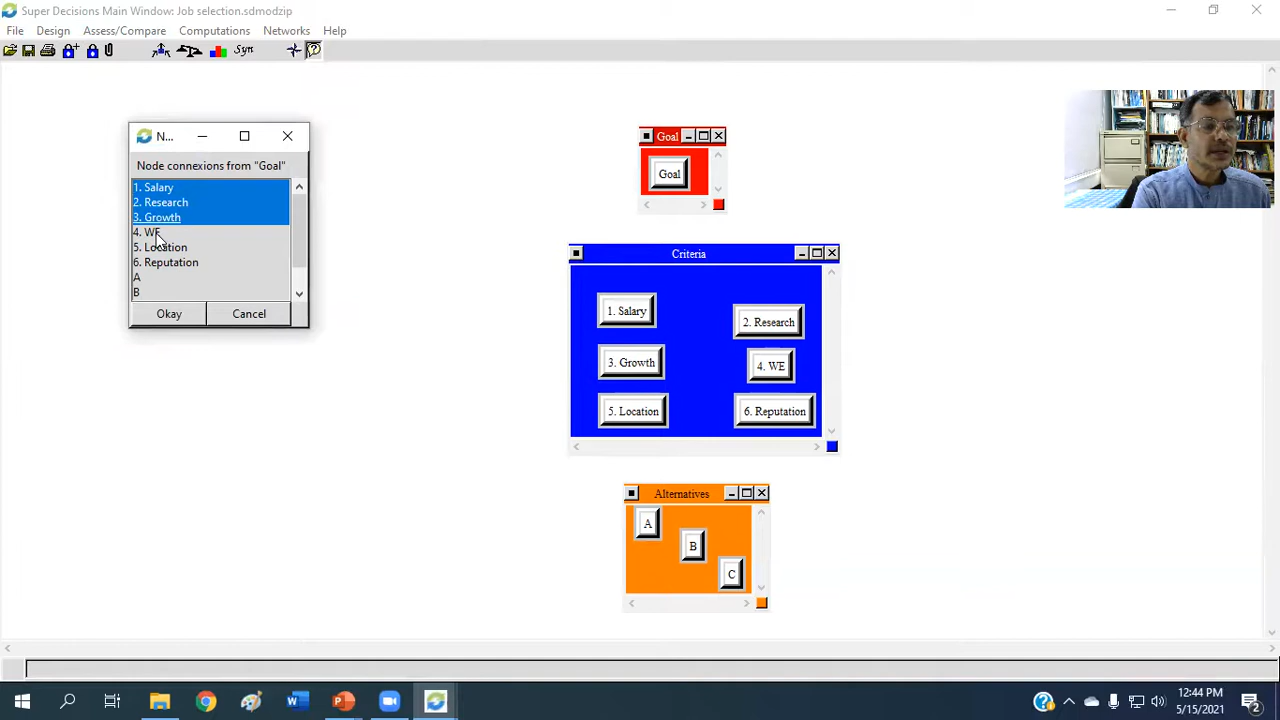 Super Decisions Main Window: Job selection.sdmodzip
File Design Assess/Compare Computations Networks Help
Syn
N...
Node connexions from "Goal"
1. Salary
2. Research
3. Growth
4. WE
5. Location
6. Reputation
A
B
Okay Cancel
Goal
Goal
Criteria
1. Salary 2. Research
3. Growth 4. WE
5. Location 6. Reputation
Alternatives
A
B
C
12:44 PM
5/15/2021
2